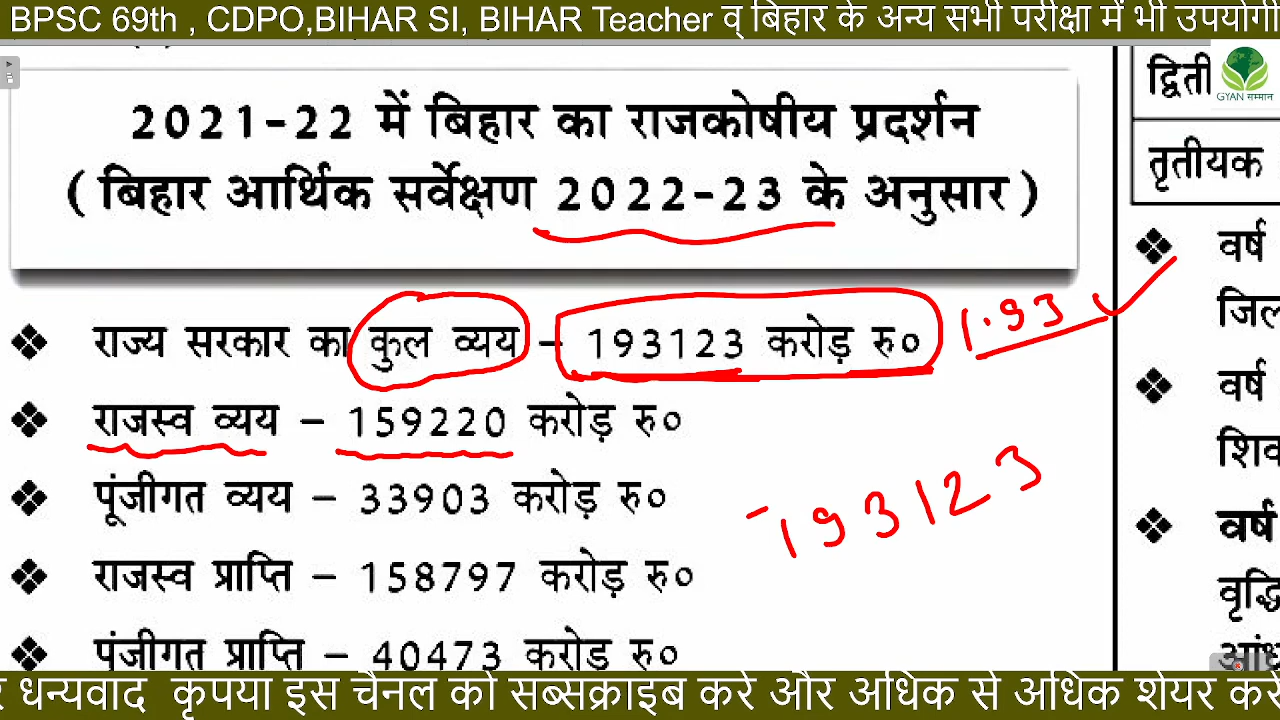 BPSC 69th , CDPO,BIHAR SI, BIHAR Teacher व् बिहार के अन्य सभी परीक्षा में भी उपयोगी
GYAN सम्मान
2021-22 में बिहार का राजकोषीय प्रदर्शन
( बिहार आर्थिक सर्वेक्षण 2022-23 के अनुसार )
❖ राज्य सरकार का कुल व्यय – 193123 करोड़ रु०
1.93
❖ राजस्व व्यय – 159220 करोड़ रु०
❖ पूंजीगत व्यय – 33903 करोड़ रु०
193123
❖ राजस्व प्राप्ति – 158797 करोड़ रु०
❖ पूंजीगत प्राप्ति – 40473 करोड़ रु०
द्विती
तृतीयक
❖ वर्ष
❖ वर्ष
❖ वर्ष
वृद्धि
धन्यवाद कृपया इस चैनल को सब्सक्राइब करे और अधिक से अधिक शेयर करे